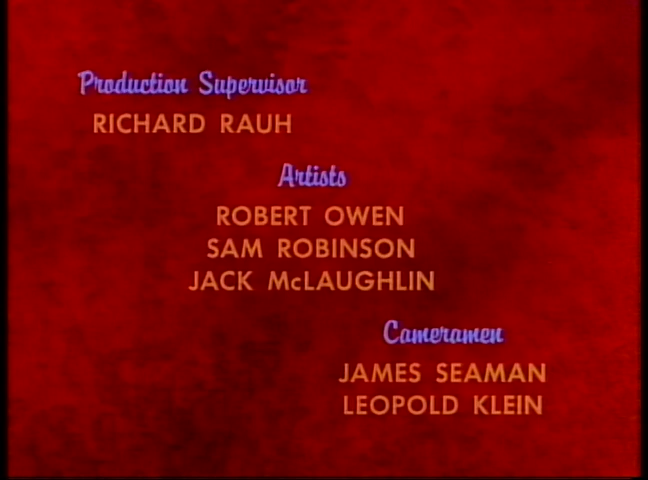 Production Supervisor
RICHARD RAUH
Artists
ROBERT OWEN
SAM ROBINSON
JACK McLAUGHLIN
Cameramen
JAMES SEAMAN
LEOPOLD KLEIN